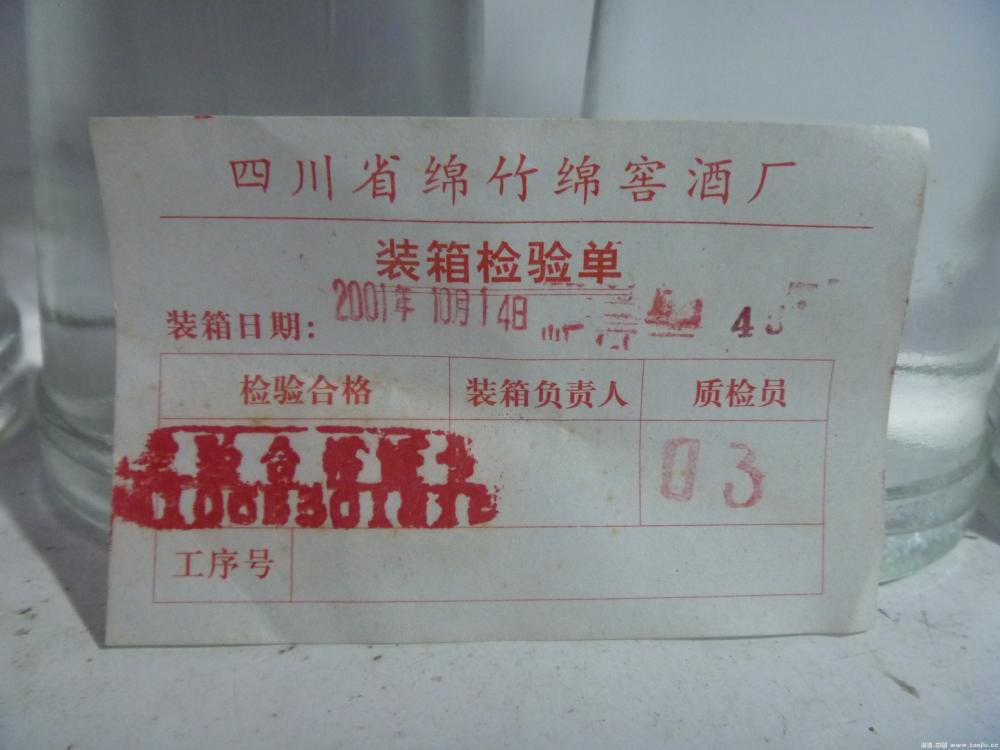 四川省绵竹绵窖酒厂
装箱检验单
装箱日期: 2001年 10月14日
检验合格 装箱负责人 质检员
03
工序号